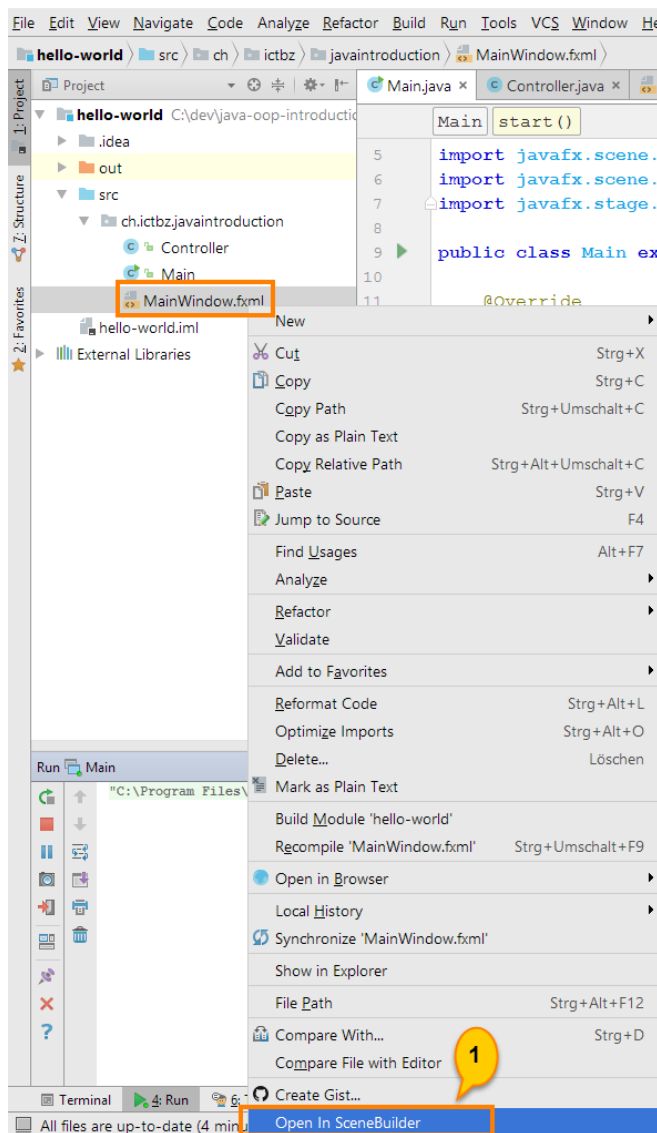 File Edit View Navigate Code Analyze Refactor Build Run Tools VCS Window
hello-world src ch ictbz javaintroduction MainWindow.fxml
1: Project
Z: Structure
2: Favorites
Project
hello-world C:\dev\java-oop-introductic
.idea
out
src
ch.ictbz.javaintroduction
Controller
Main
MainWindow.fxml
hello-world.iml
External Libraries
Main.java × Controller.java ×
Main start()
5 import javafx.scene.
6 import javafx.scene.
7 import javafx.stage.
8
9 public class Main ex
10
11 @Override
New
Cut Strg+X
Copy Strg+C
Copy Path Strg+Umschalt+C
Copy as Plain Text
Copy Relative Path Strg+Alt+Umschalt+C
Paste Strg+V
Jump to Source F4
Find Usages Alt+F7
Analyze
Refactor
Validate
Add to Favorites
Reformat Code Strg+Alt+L
Optimize Imports Strg+Alt+O
Delete... Löschen
Mark as Plain Text
Build Module 'hello-world'
Recompile 'MainWindow.fxml' Strg+Umschalt+F9
Open in Browser
Local History
Synchronize 'MainWindow.fxml'
Show in Explorer
File Path Strg+Alt+F12
Compare With... Strg+D
Compare File with Editor
1
Create Gist...
Open In SceneBuilder
Run Main
"C:\Program Files\
Terminal 4: Run 6:
All files are up-to-date (4 minu